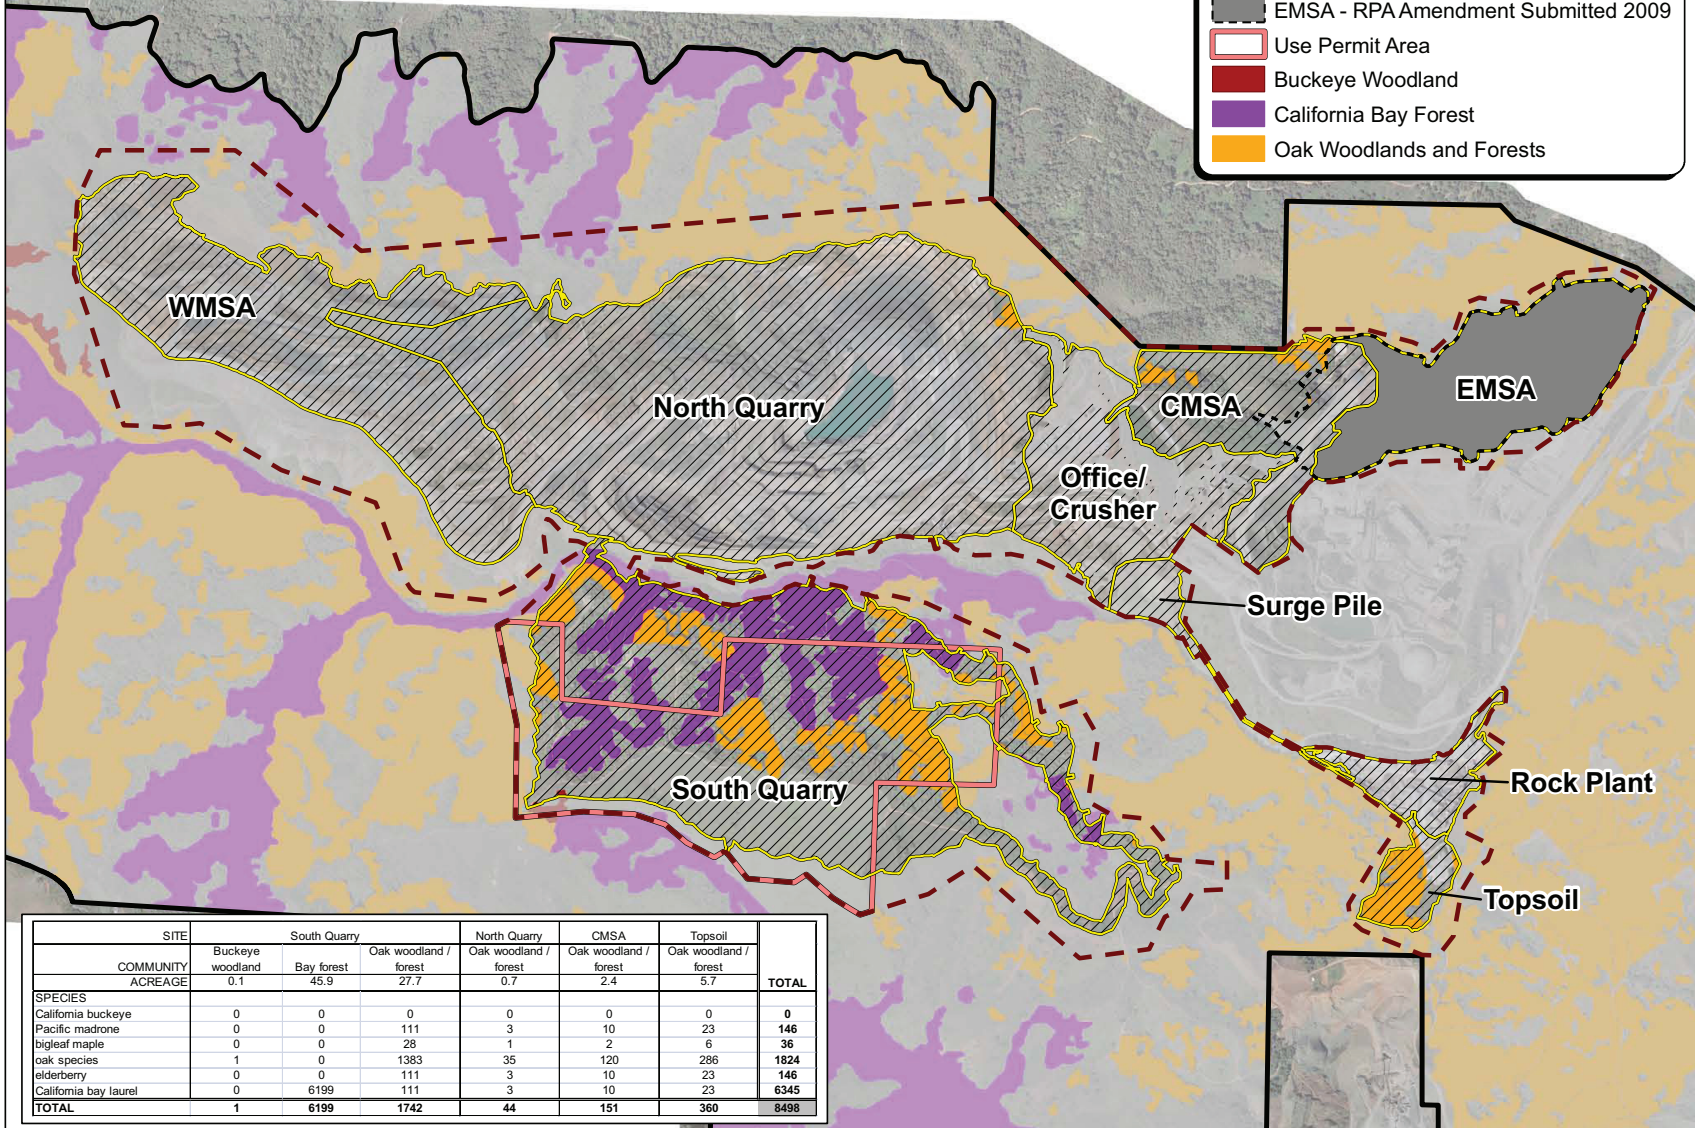 EMSA - RPA Amendment Submitted 2009
Use Permit Area
Buckeye Woodland
California Bay Forest
Oak Woodlands and Forests
WMSA
North Quarry
CMSA
EMSA
Office/
Crusher
Surge Pile
South Quarry
Rock Plant
Topsoil
SITE South Quarry North Quarry CMSA Topsoil
COMMUNITY Buckeye woodland Bay forest Oak woodland / forest Oak woodland / forest Oak woodland / forest Oak woodland / forest
ACREAGE 0.1 45.9 27.7 0.7 2.4 5.7 TOTAL
SPECIES
California buckeye 0 0 0 0 0 0 0
Pacific madrone 0 0 111 3 10 23 146
bigleaf maple 0 0 28 1 2 6 36
oak species 1 0 1383 35 120 286 1824
elderberry 0 0 111 3 10 23 146
California bay laurel 0 6199 111 3 10 23 6345
TOTAL 1 6199 1742 44 151 360 8498